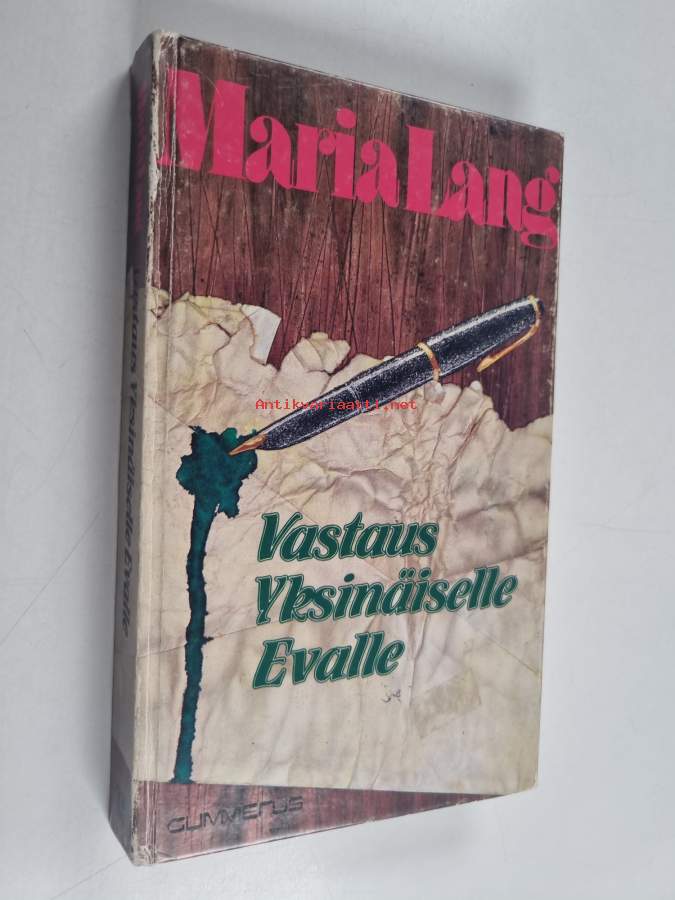 Maria Lang
Antikvariaatti.net
Vastaus
Yksinäiselle
Evalle
GUMMERUS
Vastaus Yksinäiselle Evalle